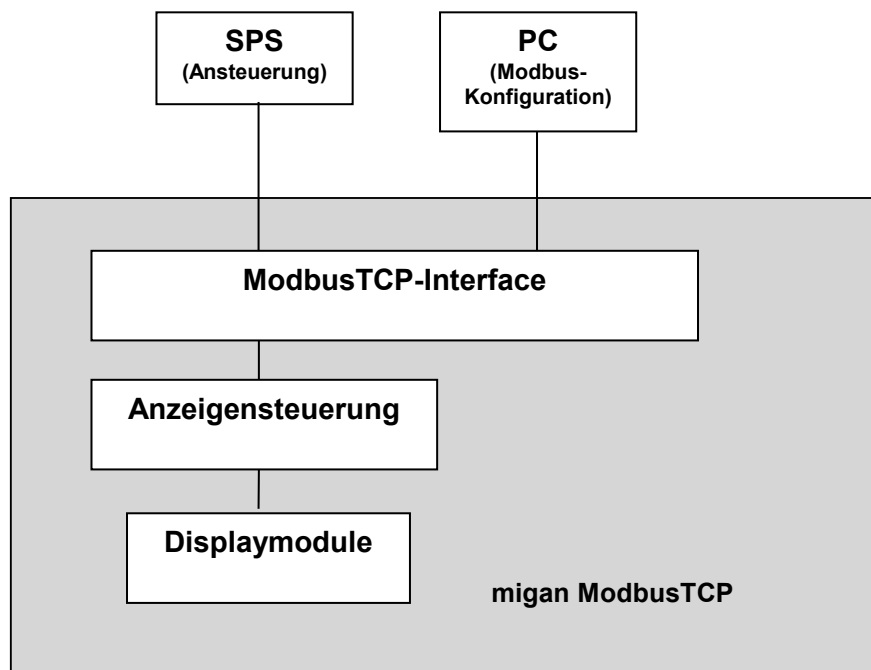 SPS
(Ansteuerung)
PC
(Modbus-
Konfiguration)
ModbusTCP-Interface
Anzeigensteuerung
Displaymodule
migan ModbusTCP